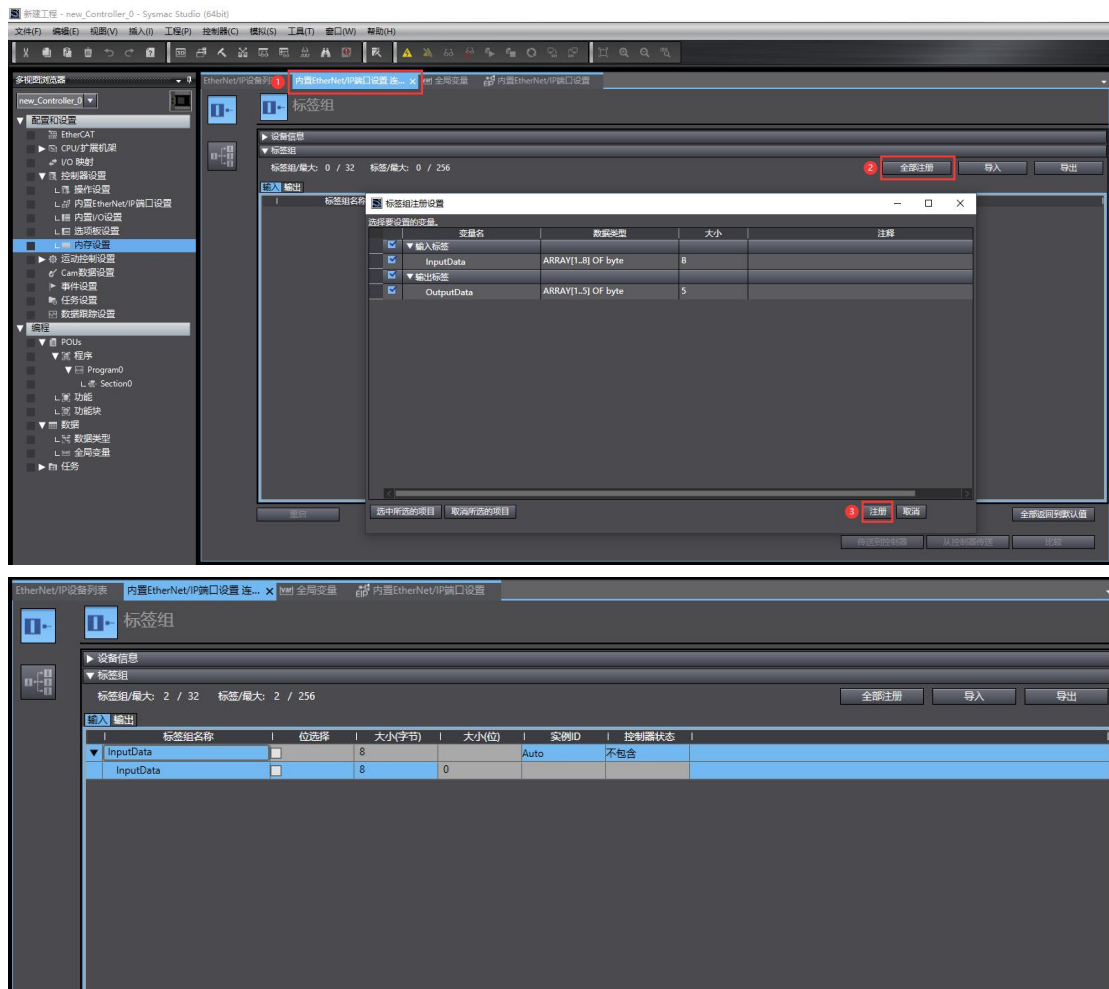 新建工程 - new_Controller_0 - Sysmac Studio (64bit)
文件(F) 编辑(E) 视图(V) 插入(I) 工程(P) 控制器(C) 模拟(S) 工具(T) 窗口(W) 帮助(H)
多视图浏览器
EtherNet/IP设备列 1 内置EtherNet/IP端口设置 连... 全局变量 内置EtherNet/IP端口设置
new_Controller_0
标签组
配置和设置
EtherCAT
CPU/扩展机架
I/O 映射
控制器设置
操作设置
内置EtherNet/IP端口设置
内置I/O设置
选项板设置
内存设置
运动控制设置
Cam数据设置
事件设置
任务设置
数据跟踪设置
编程
POUs
程序
Program0
Section0
功能
功能块
数据
数据类型
全局变量
任务
设备信息
标签组
标签组/最大: 0 / 32 标签/最大: 0 / 256 2 全部注册 导入 导出
输入 输出
标签组名称
标签组注册设置
选择要设置的变量。
变量名 数据类型 大小 注释
输入标签
InputData ARRAY[1..8] OF byte 8
输出标签
OutputData ARRAY[1..5] OF byte 5
选中所选的项目 取消所选的项目 3 注册 取消
重启 全部返回到默认值
传送到控制器 从控制器传送 比较
EtherNet/IP设备列表 内置EtherNet/IP端口设置 连... 全局变量 内置EtherNet/IP端口设置
标签组
设备信息
标签组
标签组/最大: 2 / 32 标签/最大: 2 / 256 全部注册 导入 导出
输入 输出
标签组名称 位选择 大小(字节) 大小(位) 实例ID 控制器状态
InputData 8 Auto 不包含
InputData 8 0